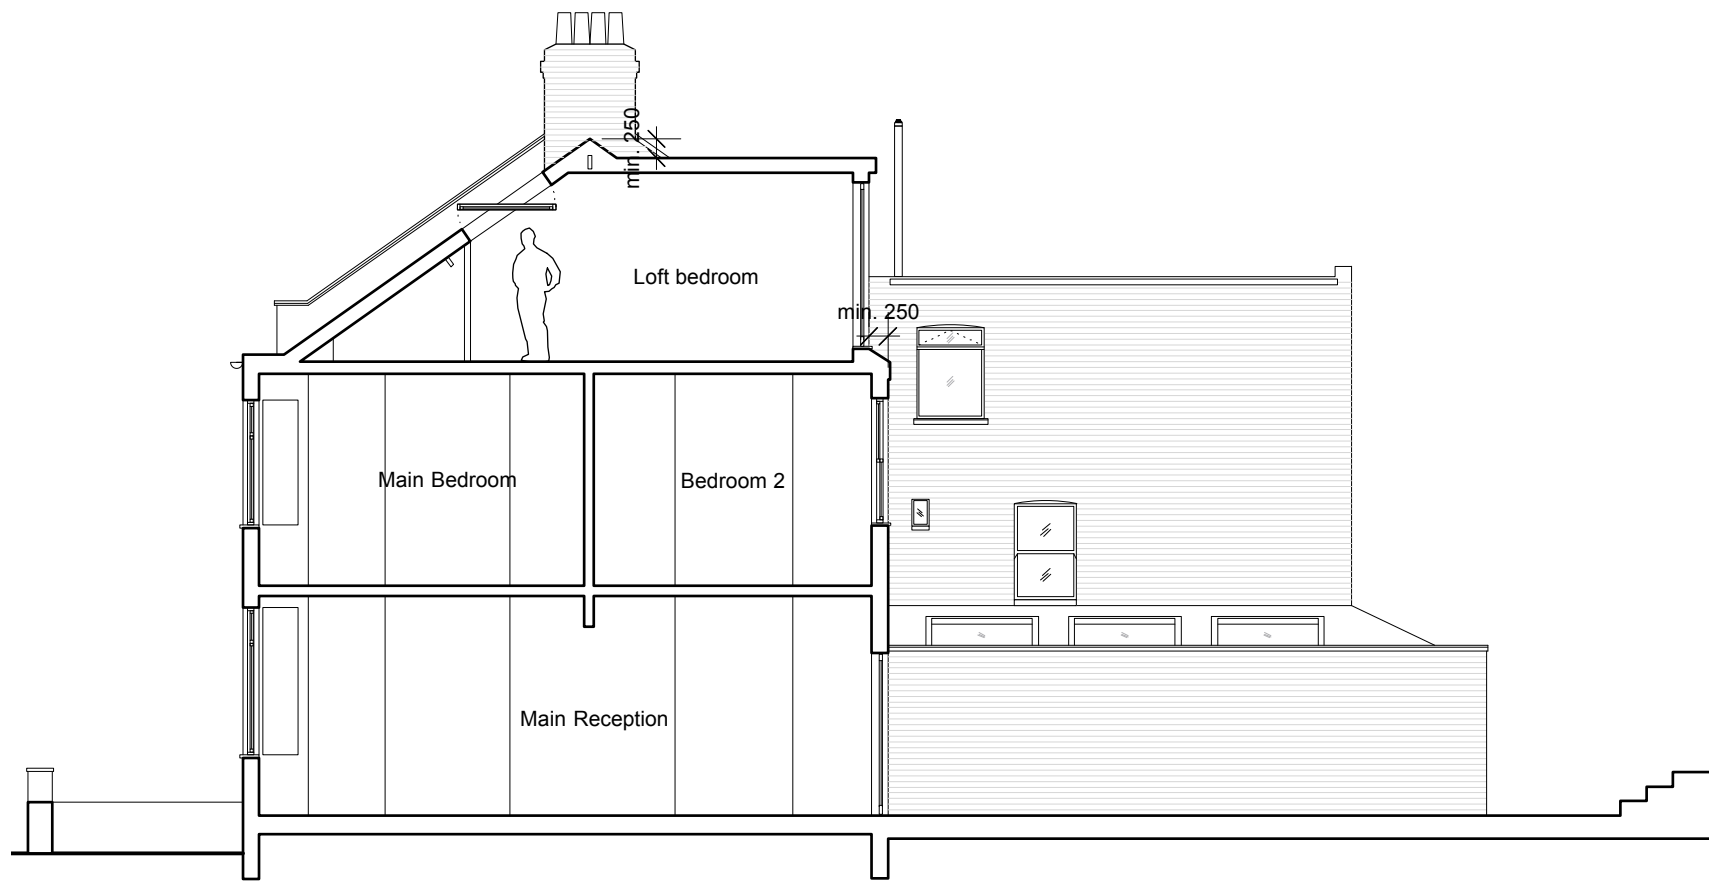 min. 250
Loft bedroom
min. 250
Main Bedroom
Bedroom 2
Main Reception